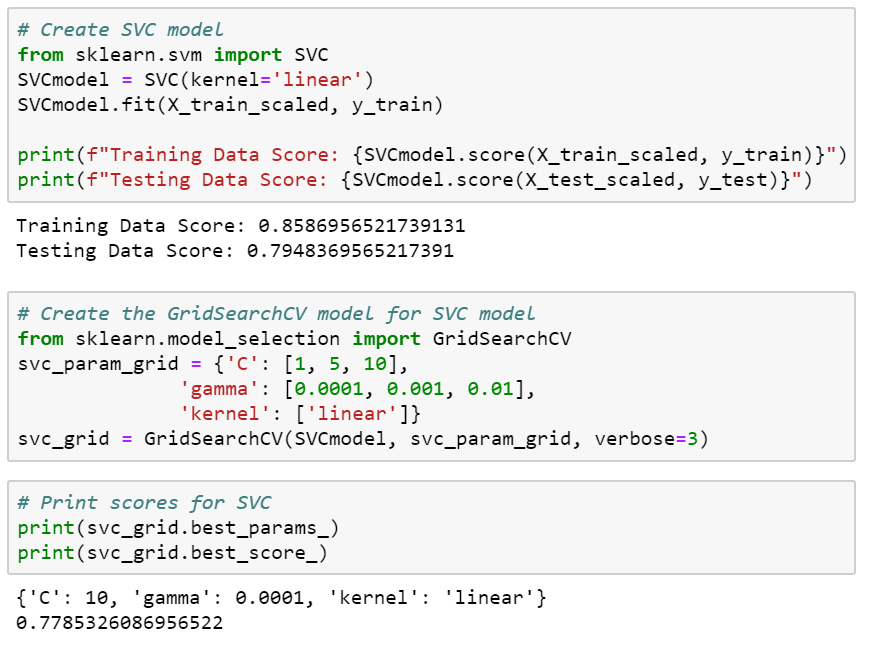 # Create SVC model
from sklearn.svm import SVC
SVCmodel = SVC(kernel='linear')
SVCmodel.fit(X_train_scaled, y_train)

print(f"Training Data Score: {SVCmodel.score(X_train_scaled, y_train)}")
print(f"Testing Data Score: {SVCmodel.score(X_test_scaled, y_test)}")
Training Data Score: 0.8586956521739131
Testing Data Score: 0.7948369565217391
# Create the GridSearchCV model for SVC model
from sklearn.model_selection import GridSearchCV
svc_param_grid = {'C': [1, 5, 10],
              'gamma': [0.0001, 0.001, 0.01],
              'kernel': ['linear']}
svc_grid = GridSearchCV(SVCmodel, svc_param_grid, verbose=3)
# Print scores for SVC
print(svc_grid.best_params_)
print(svc_grid.best_score_)
{'C': 10, 'gamma': 0.0001, 'kernel': 'linear'}
0.7785326086956522